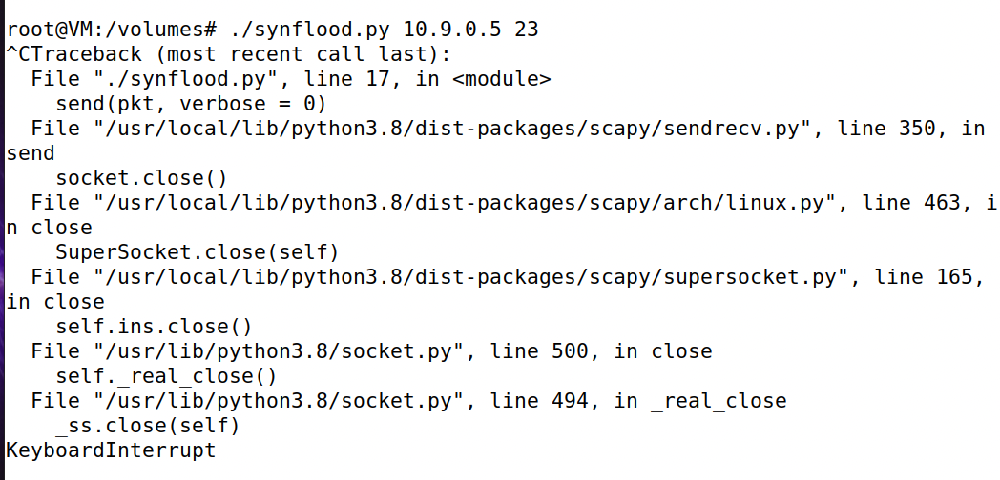 root@VM:/volumes# ./synflood.py 10.9.0.5 23
^CTraceback (most recent call last):
  File "./synflood.py", line 17, in <module>
    send(pkt, verbose = 0)
  File "/usr/local/lib/python3.8/dist-packages/scapy/sendrecv.py", line 350, in
send
    socket.close()
  File "/usr/local/lib/python3.8/dist-packages/scapy/arch/linux.py", line 463, i
n close
    SuperSocket.close(self)
  File "/usr/local/lib/python3.8/dist-packages/scapy/supersocket.py", line 165,
in close
    self.ins.close()
  File "/usr/lib/python3.8/socket.py", line 500, in close
    self._real_close()
  File "/usr/lib/python3.8/socket.py", line 494, in _real_close
    _ss.close(self)
KeyboardInterrupt